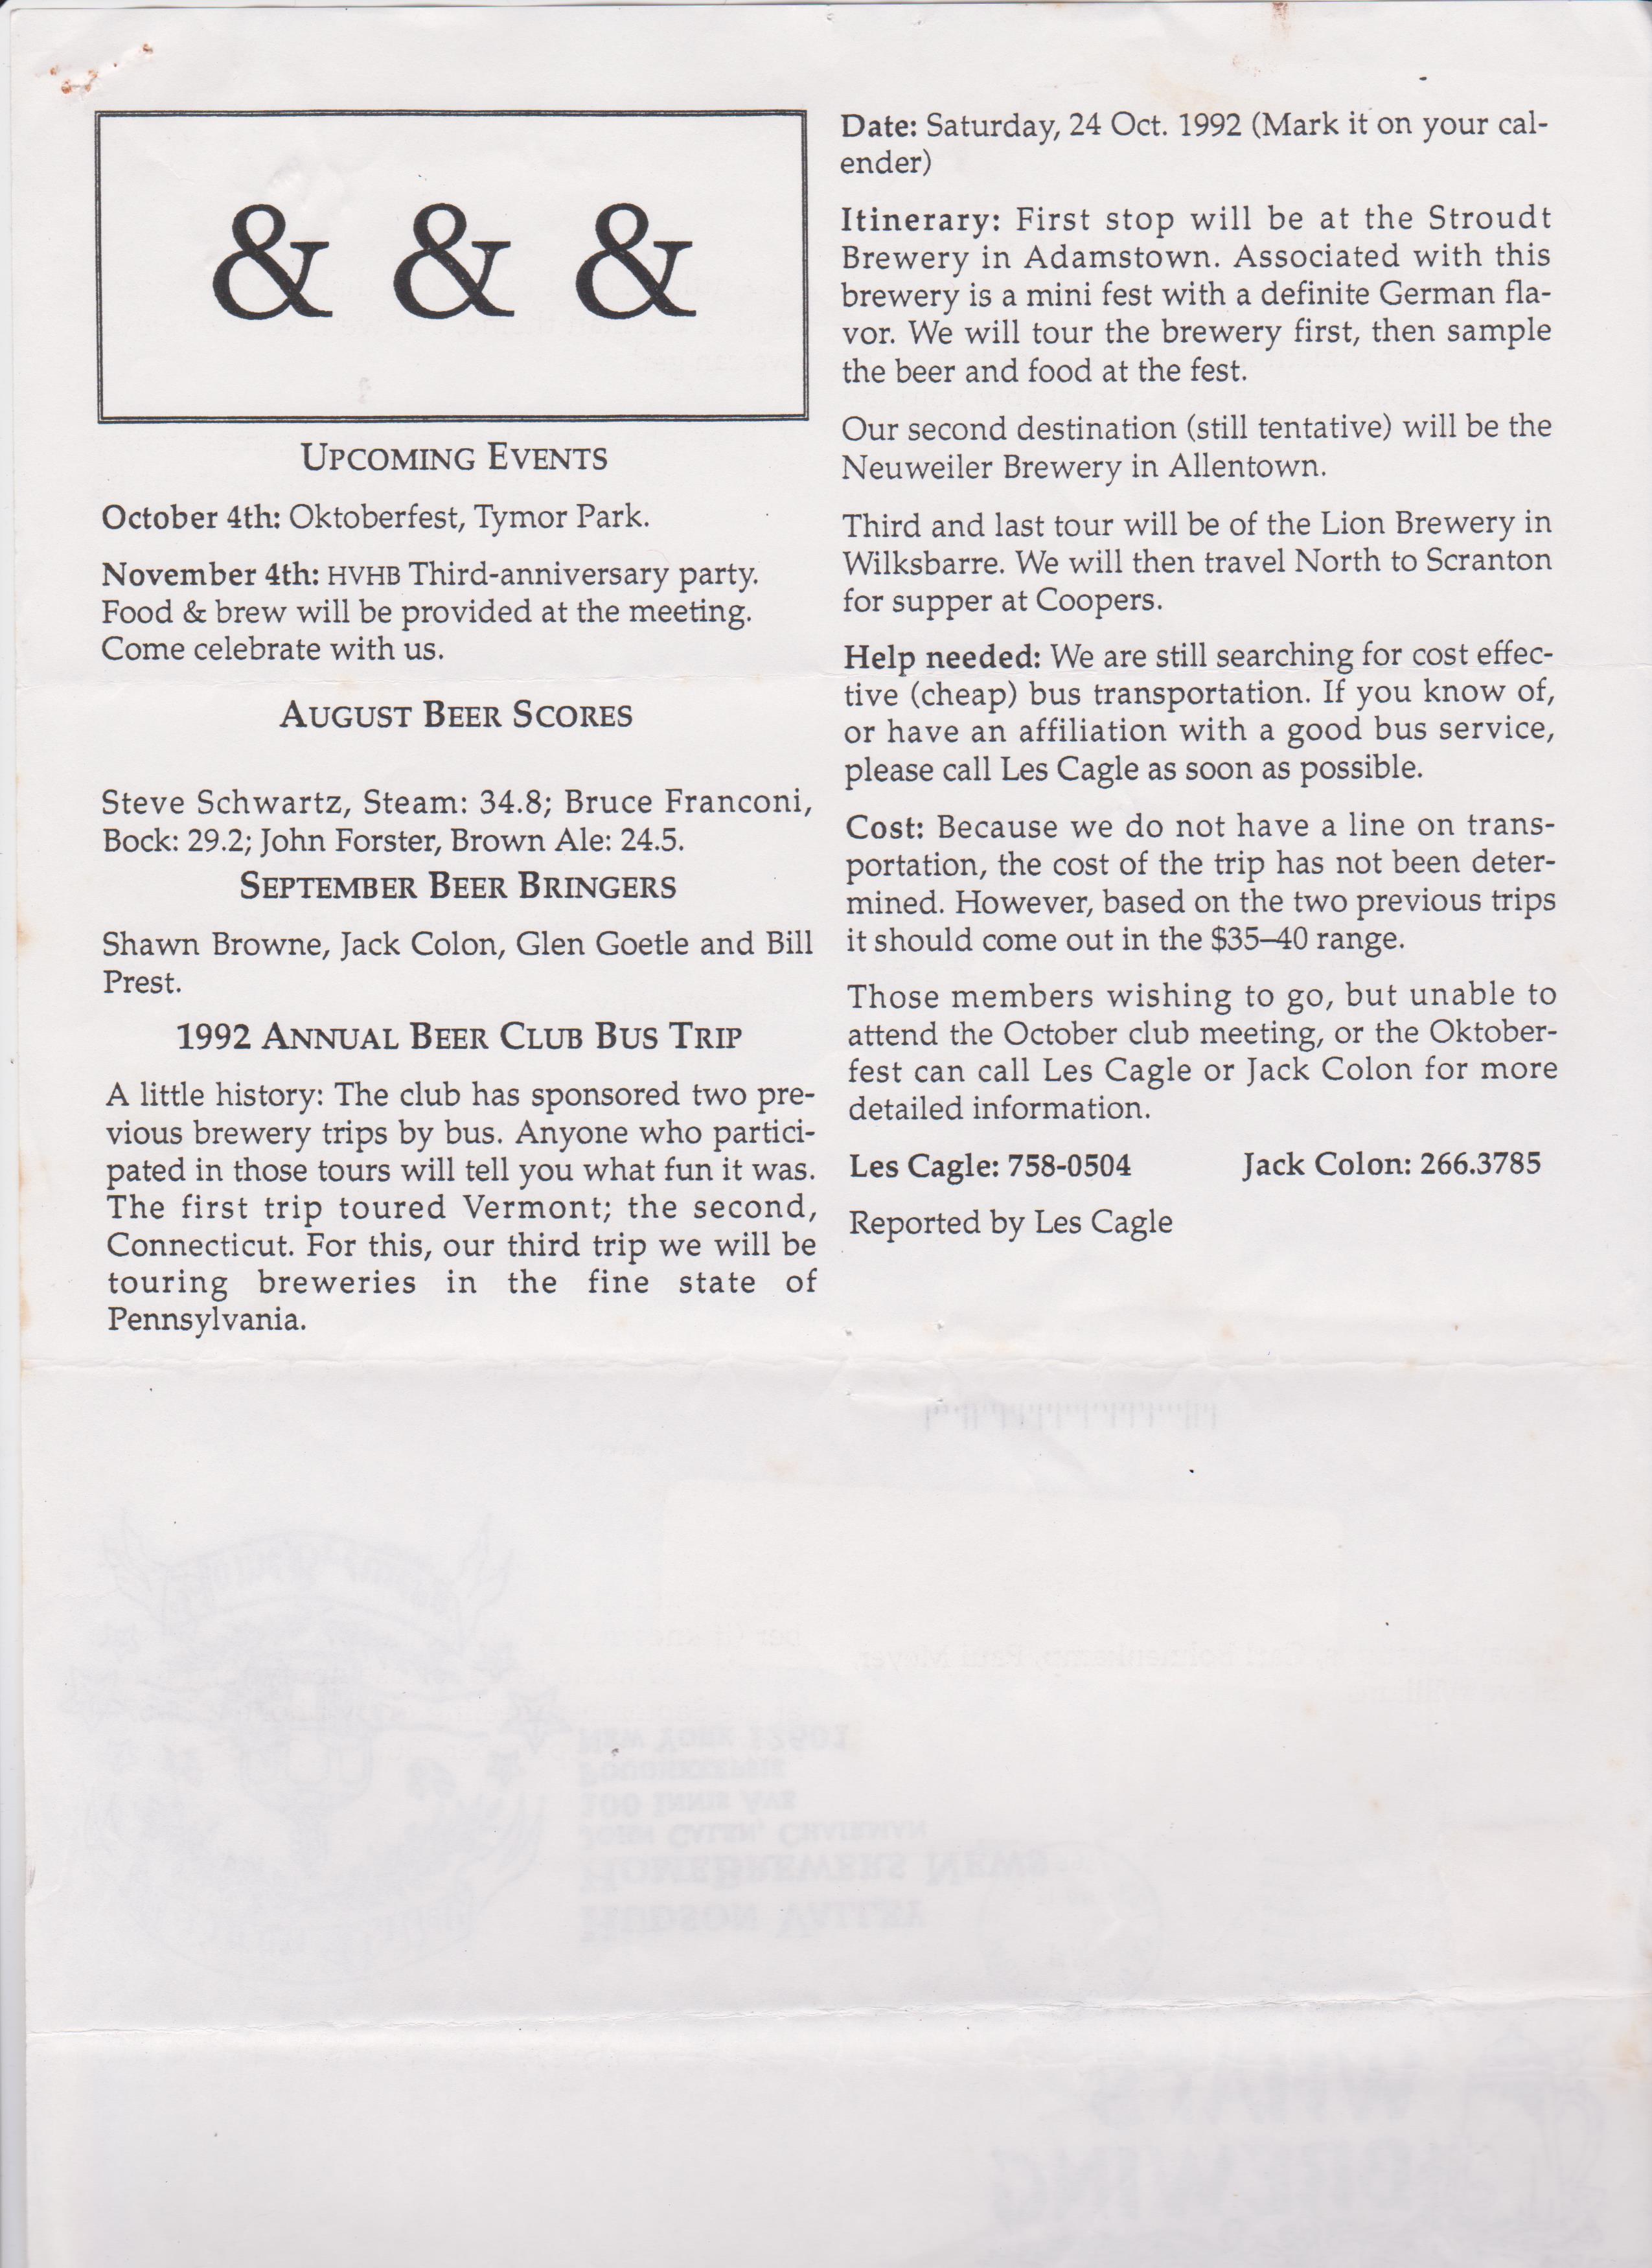 & & &
UPCOMING EVENTS
October 4th: Oktoberfest, Tymor Park.
November 4th: HVHB Third-anniversary party.
Food & brew will be provided at the meeting.
Come celebrate with us.
AUGUST BEER SCORES
Steve Schwartz, Steam: 34.8; Bruce Franconi,
Bock: 29.2; John Forster, Brown Ale: 24.5.
SEPTEMBER BEER BRINGERS
Shawn Browne, Jack Colon, Glen Goetle and Bill
Prest.
1992 ANNUAL BEER CLUB BUS TRIP
A little history: The club has sponsored two pre-
vious brewery trips by bus. Anyone who partici-
pated in those tours will tell you what fun it was.
The first trip toured Vermont; the second,
Connecticut. For this, our third trip we will be
touring breweries in the fine state of
Pennsylvania.
Date: Saturday, 24 Oct. 1992 (Mark it on your cal-
ender)
Itinerary: First stop will be at the Stroudt
Brewery in Adamstown. Associated with this
brewery is a mini fest with a definite German fla-
vor. We will tour the brewery first, then sample
the beer and food at the fest.
Our second destination (still tentative) will be the
Neuweiler Brewery in Allentown.
Third and last tour will be of the Lion Brewery in
Wilksbarre. We will then travel North to Scranton
for supper at Coopers.
Help needed: We are still searching for cost effec-
tive (cheap) bus transportation. If you know of,
or have an affiliation with a good bus service,
please call Les Cagle as soon as possible.
Cost: Because we do not have a line on trans-
portation, the cost of the trip has not been deter-
mined. However, based on the two previous trips
it should come out in the $35–40 range.
Those members wishing to go, but unable to
attend the October club meeting, or the Oktober-
fest can call Les Cagle or Jack Colon for more
detailed information.
Les Cagle: 758-0504 Jack Colon: 266.3785
Reported by Les Cagle
HUDSON VALLEY
HOMEBREWERS NEWS
JOHN CALEN, CHAIRMAN
100 INNIS AVE
POUGHKEEPSIE
NEW YORK 12601